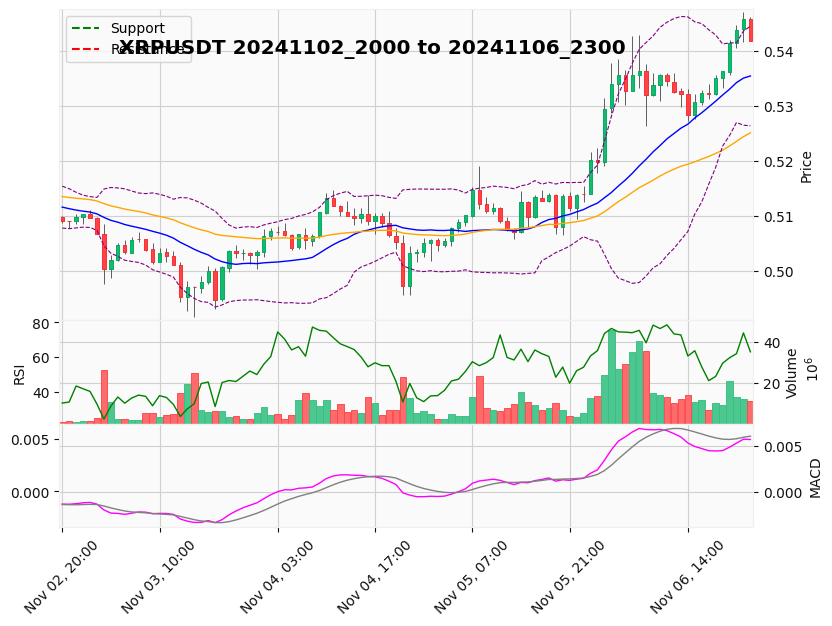 Support
Resistance
XRPUSDT 20241102_2000 to 20241106_2300
0.54
0.53
0.52
0.51
0.50
Price
80
60
40
RSI
40
20
Volume
10^6
0.005
0.000
0.005
0.000
MACD
Nov 02, 20:00
Nov 03, 10:00
Nov 04, 03:00
Nov 04, 17:00
Nov 05, 07:00
Nov 05, 21:00
Nov 06, 14:00